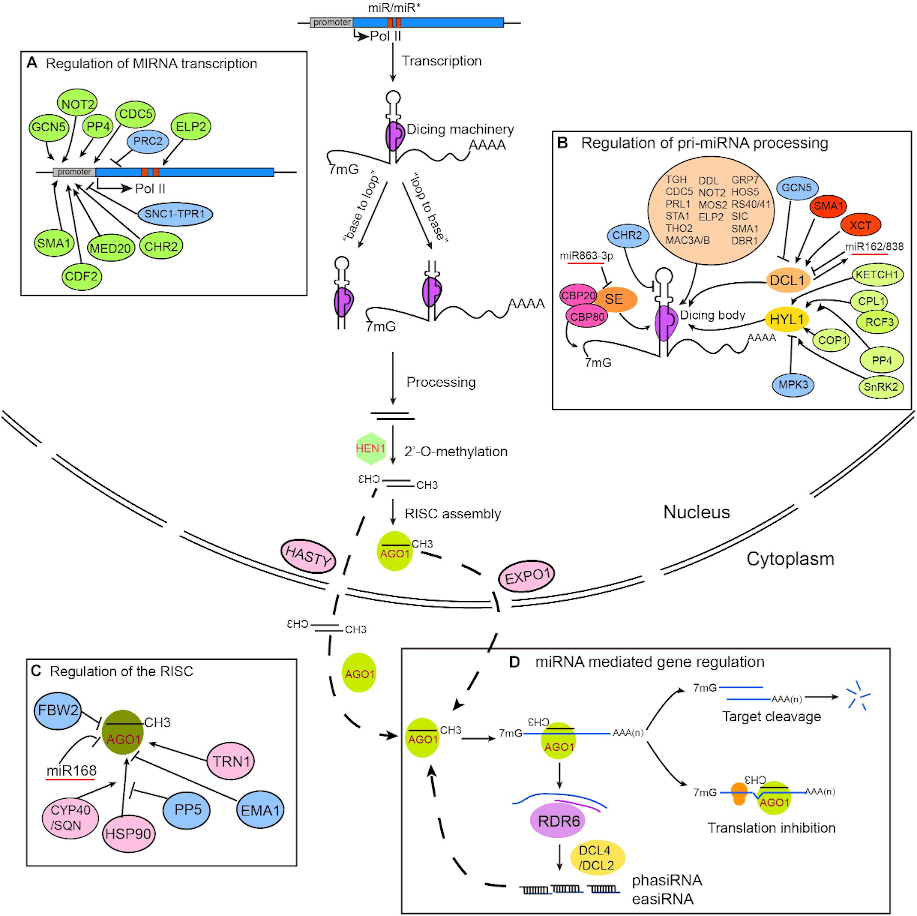 miR/miR*
promoter
Pol II
Transcription
Dicing machinery
AAAA
7mG
"base to loop"
"loop to base"
AAAA
7mG
Processing
HEN1
2'-O-methylation
CH3
CH3
RISC assembly
CH3
AGO1
HASTY
EXPO1
Nucleus
Cytoplasm
CH3
CH3
AGO1
A Regulation of MIRNA transcription
NOT2
CDC5
GCN5
PP4
PRC2
ELP2
promoter
Pol II
SNC1-TPR1
SMA1
MED20
CHR2
CDF2
B Regulation of pri-miRNA processing
TGH DDL GRP7
CDC5 NOT2 HOS5
PRL1 MOS2 RS40/41
STA1 ELP2 SIC
THO2 SMA1
MAC3A/B DBR1
GCN5
SMA1
XCT
CHR2
miR162/838
miR863-3p
DCL1
KETCH1
CBP20
SE
CPL1
CBP80
Dicing body
HYL1
RCF3
AAAA
COP1
7mG
PP4
MPK3
SnRK2
C Regulation of the RISC
FBW2
CH3
AGO1
miR168
TRN1
CYP40
/SQN
HSP90
PP5
EMA1
D miRNA mediated gene regulation
7mG
AAA(n)
Target cleavage
CH3
AGO1
CH3
7mG
AAA(n)
AGO1
CH3
7mG
AAA(n)
AGO1
Translation inhibition
RDR6
DCL4
/DCL2
phasiRNA
easiRNA